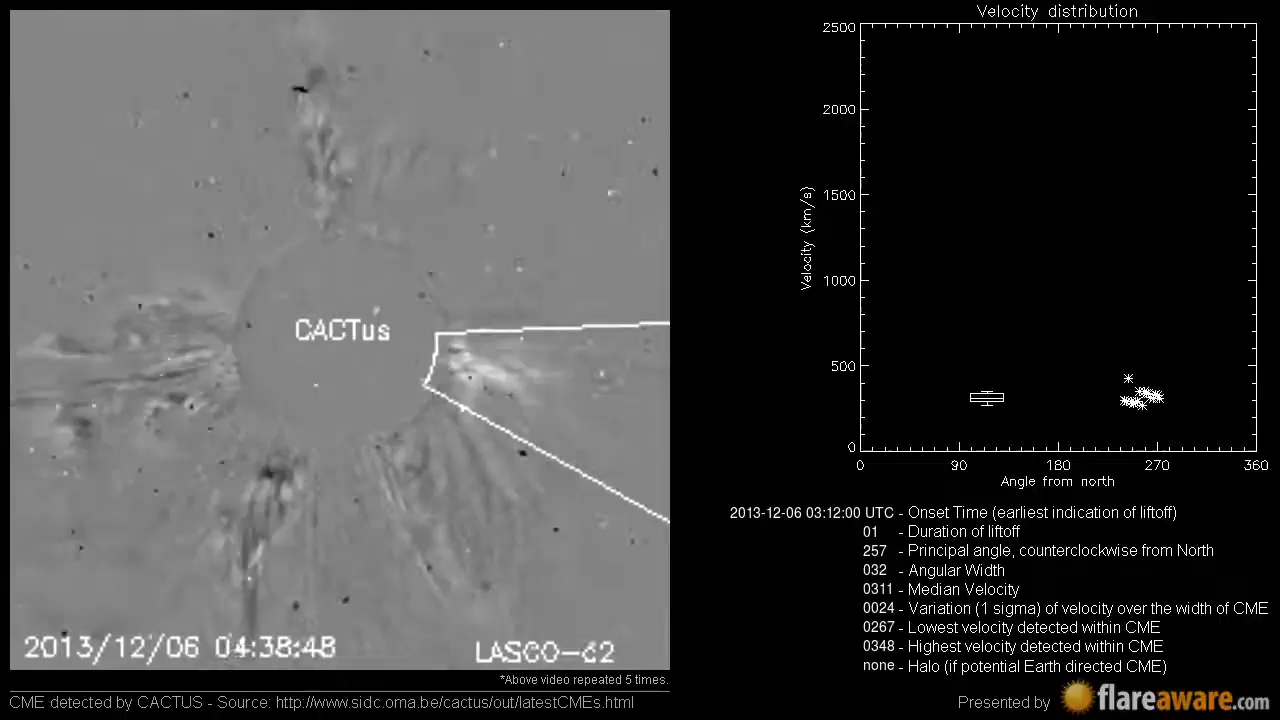 Velocity distribution
2500
2000
1500
1000
500
0
Velocity (km/s)
0 90 180 270 360
Angle from north
CACTus
2013/12/06 04:38:48 LASCO-c2
2013-12-06 03:12:00 UTC - Onset Time (earliest indication of liftoff)
01 - Duration of liftoff
257 - Principal angle, counterclockwise from North
032 - Angular Width
0311 - Median Velocity
0024 - Variation (1 sigma) of velocity over the width of CME
0267 - Lowest velocity detected within CME
0348 - Highest velocity detected within CME
none - Halo (if potential Earth directed CME)
*Above video repeated 5 times.
CME detected by CACTUS - Source: http://www.sidc.oma.be/cactus/out/latestCMEs.html
Presented by flareaware.com